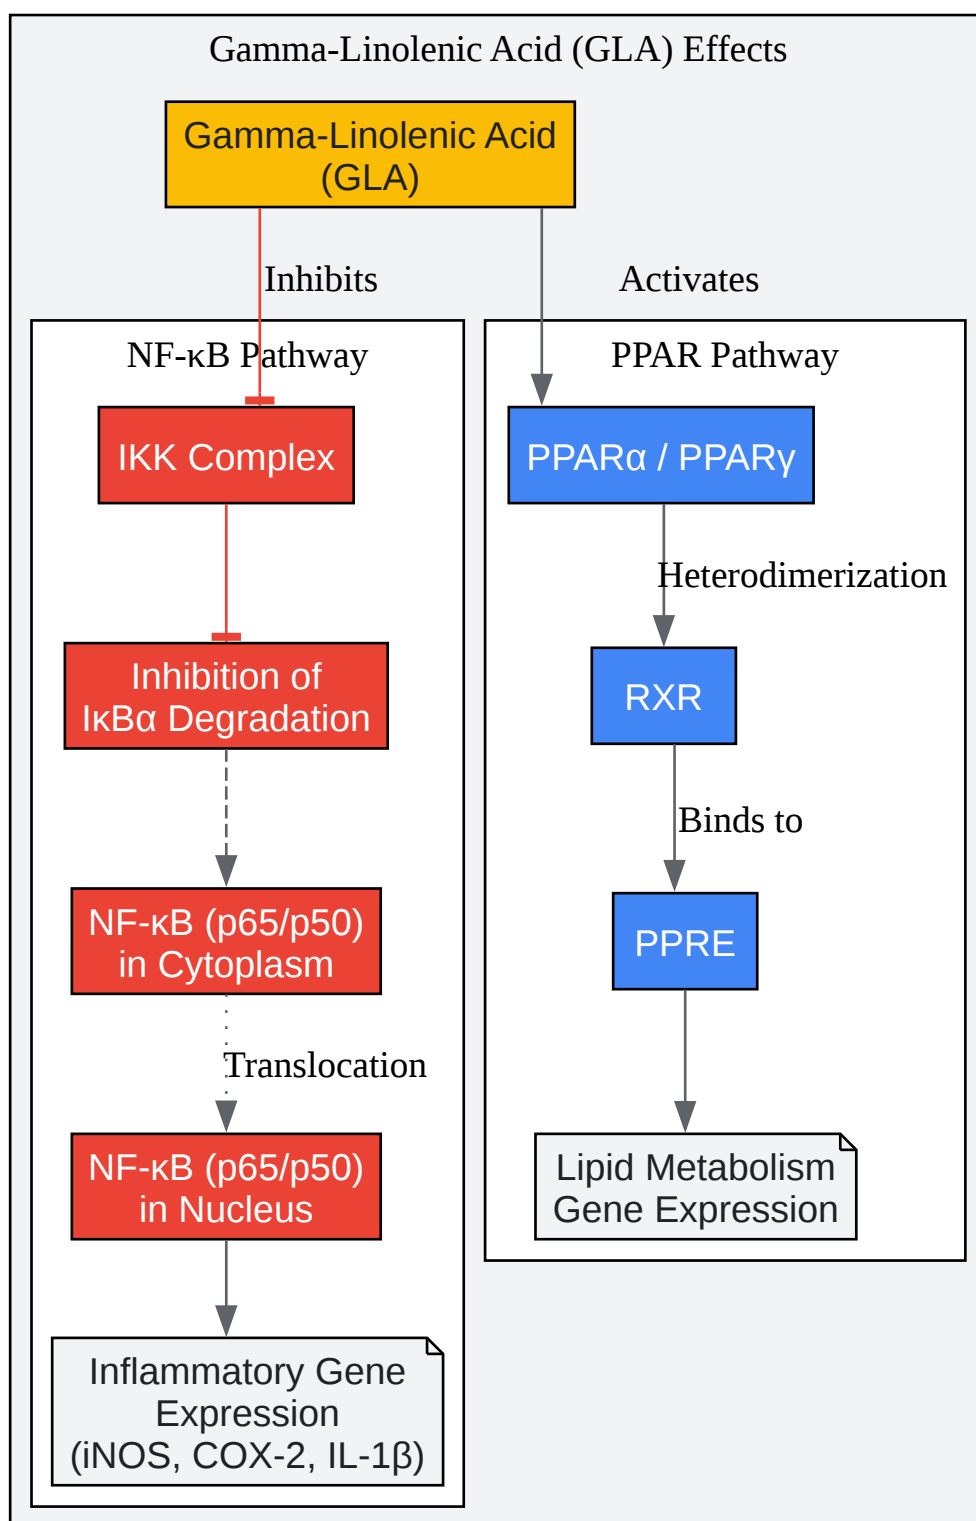 Gamma-Linolenic Acid (GLA) Effects
Gamma-Linolenic Acid
(GLA)
Inhibits
Activates
NF-κB Pathway
PPAR Pathway
IKK Complex
PPARα / PPARγ
Heterodimerization
Inhibition of
IκBα Degradation
RXR
Binds to
NF-κB (p65/p50)
in Cytoplasm
PPRE
Translocation
NF-κB (p65/p50)
in Nucleus
Lipid Metabolism
Gene Expression
Inflammatory Gene
Expression
(iNOS, COX-2, IL-1β)